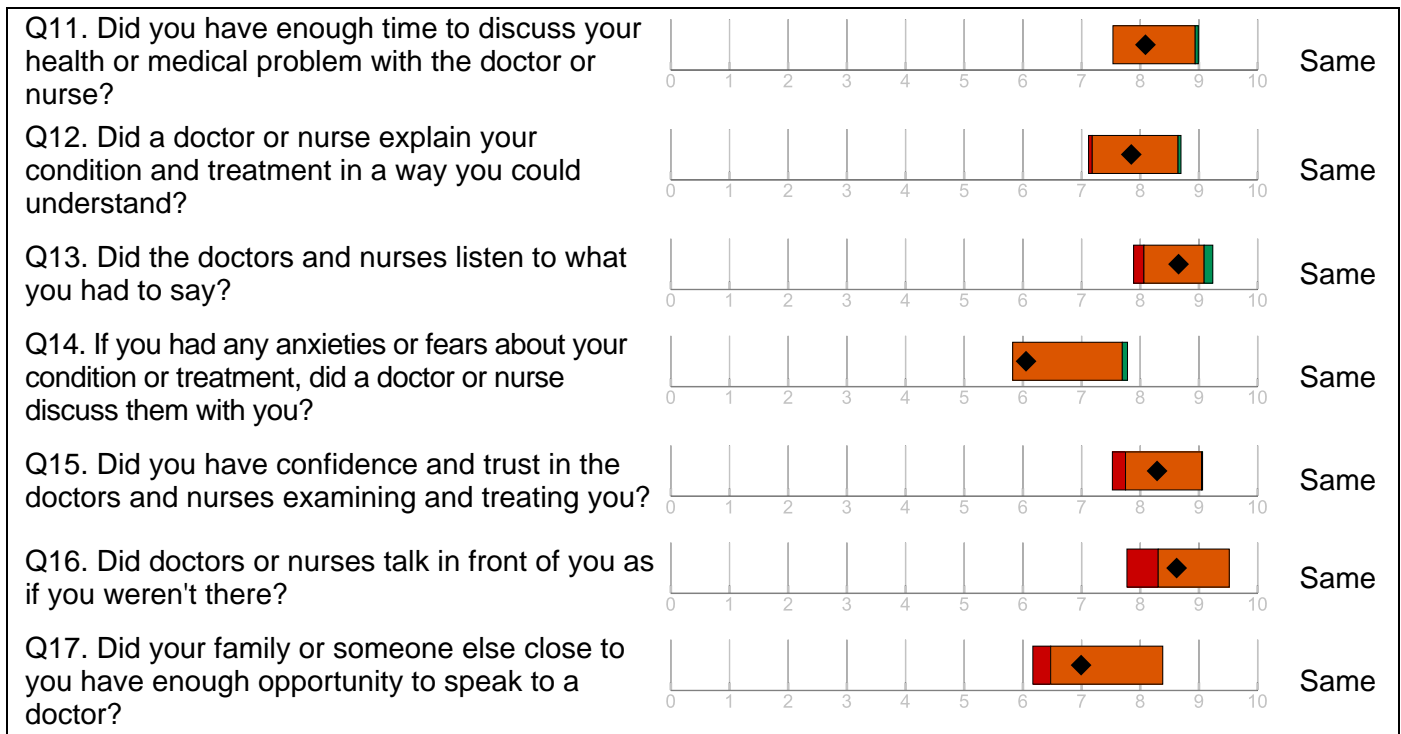 Q11. Did you have enough time to discuss your
health or medical problem with the doctor or
nurse?
0 1 2 3 4 5 6 7 8 9 10
Same
Q12. Did a doctor or nurse explain your
condition and treatment in a way you could
understand?
0 1 2 3 4 5 6 7 8 9 10
Same
Q13. Did the doctors and nurses listen to what
you had to say?
0 1 2 3 4 5 6 7 8 9 10
Same
Q14. If you had any anxieties or fears about your
condition or treatment, did a doctor or nurse
discuss them with you?
0 1 2 3 4 5 6 7 8 9 10
Same
Q15. Did you have confidence and trust in the
doctors and nurses examining and treating you?
0 1 2 3 4 5 6 7 8 9 10
Same
Q16. Did doctors or nurses talk in front of you as
if you weren't there?
0 1 2 3 4 5 6 7 8 9 10
Same
Q17. Did your family or someone else close to
you have enough opportunity to speak to a
doctor?
0 1 2 3 4 5 6 7 8 9 10
Same